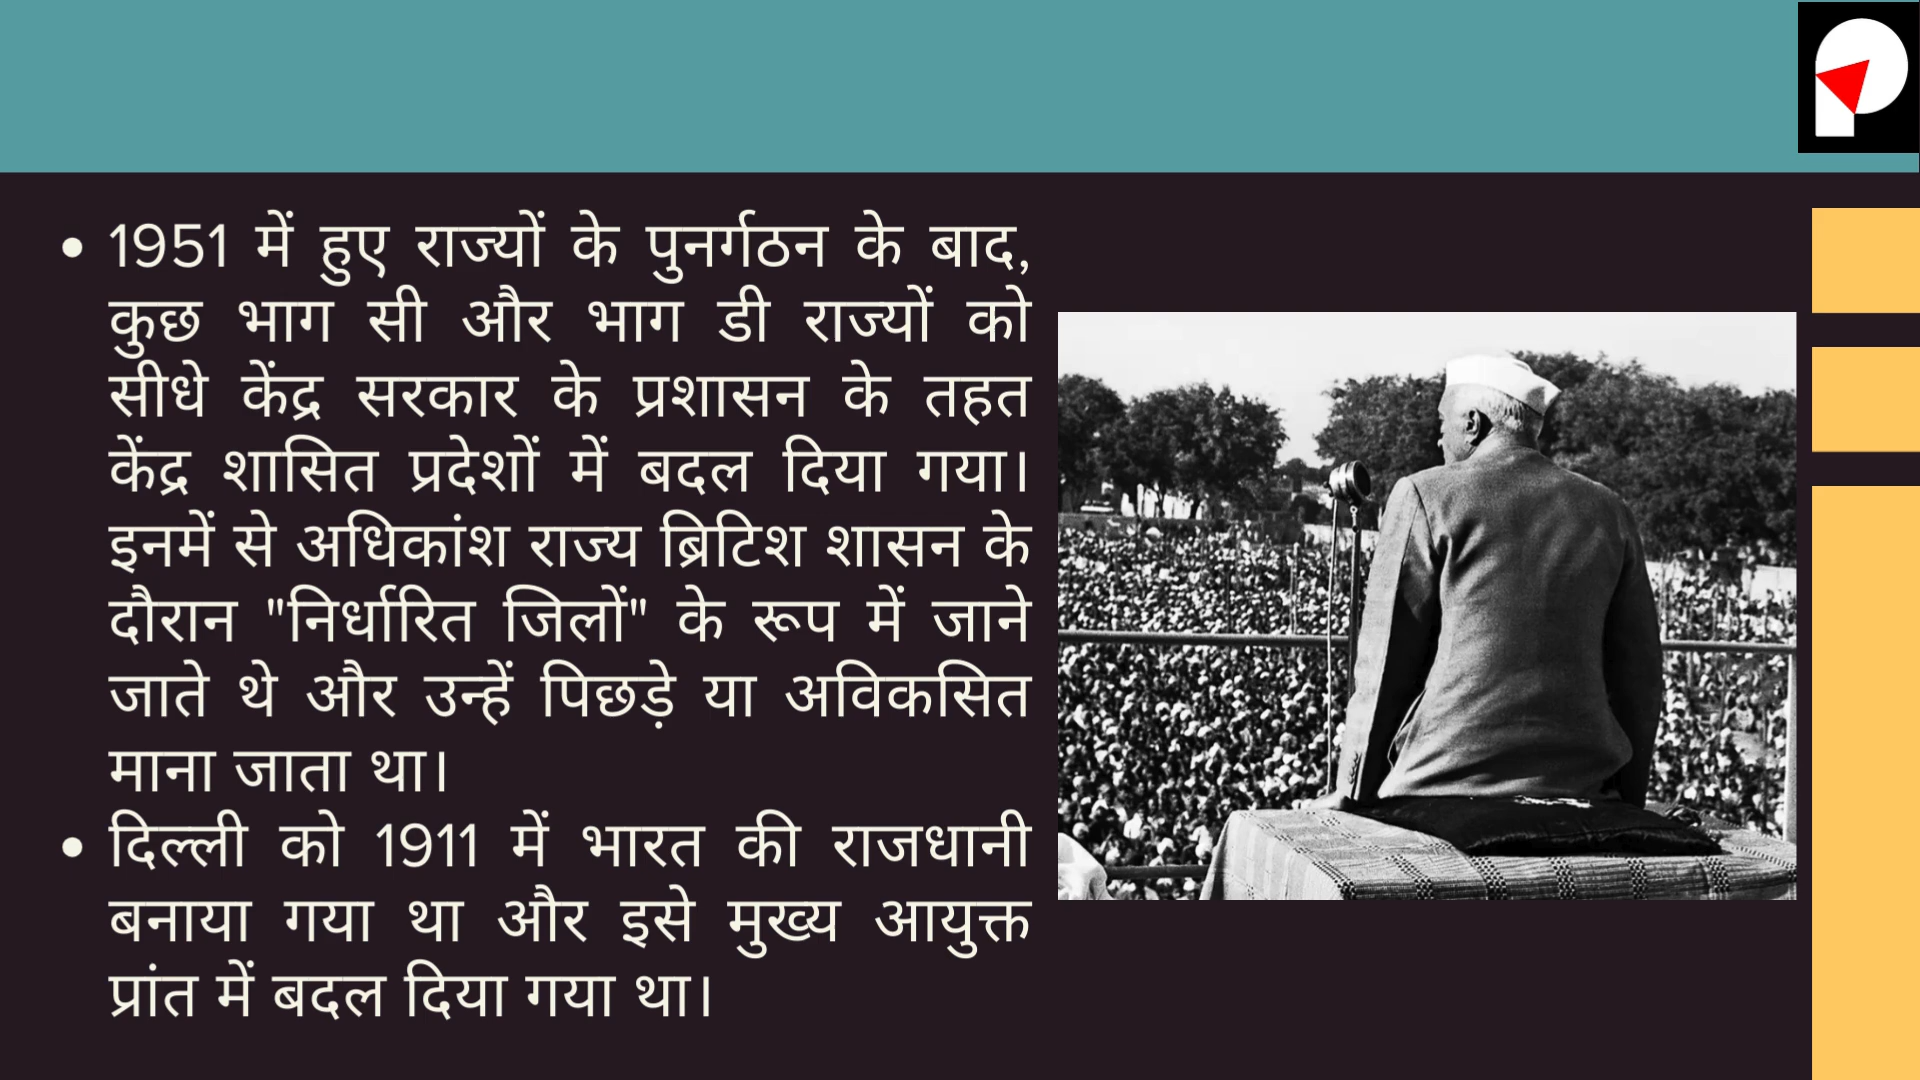 • 1951 में हुए राज्यों के पुनर्गठन के बाद,
कुछ भाग सी और भाग डी राज्यों को
सीधे केंद्र सरकार के प्रशासन के तहत
केंद्र शासित प्रदेशों में बदल दिया गया।
इनमें से अधिकांश राज्य ब्रिटिश शासन के
दौरान "निर्धारित जिलों" के रूप में जाने
जाते थे और उन्हें पिछड़े या अविकसित
माना जाता था।
• दिल्ली को 1911 में भारत की राजधानी
बनाया गया था और इसे मुख्य आयुक्त
प्रांत में बदल दिया गया था।